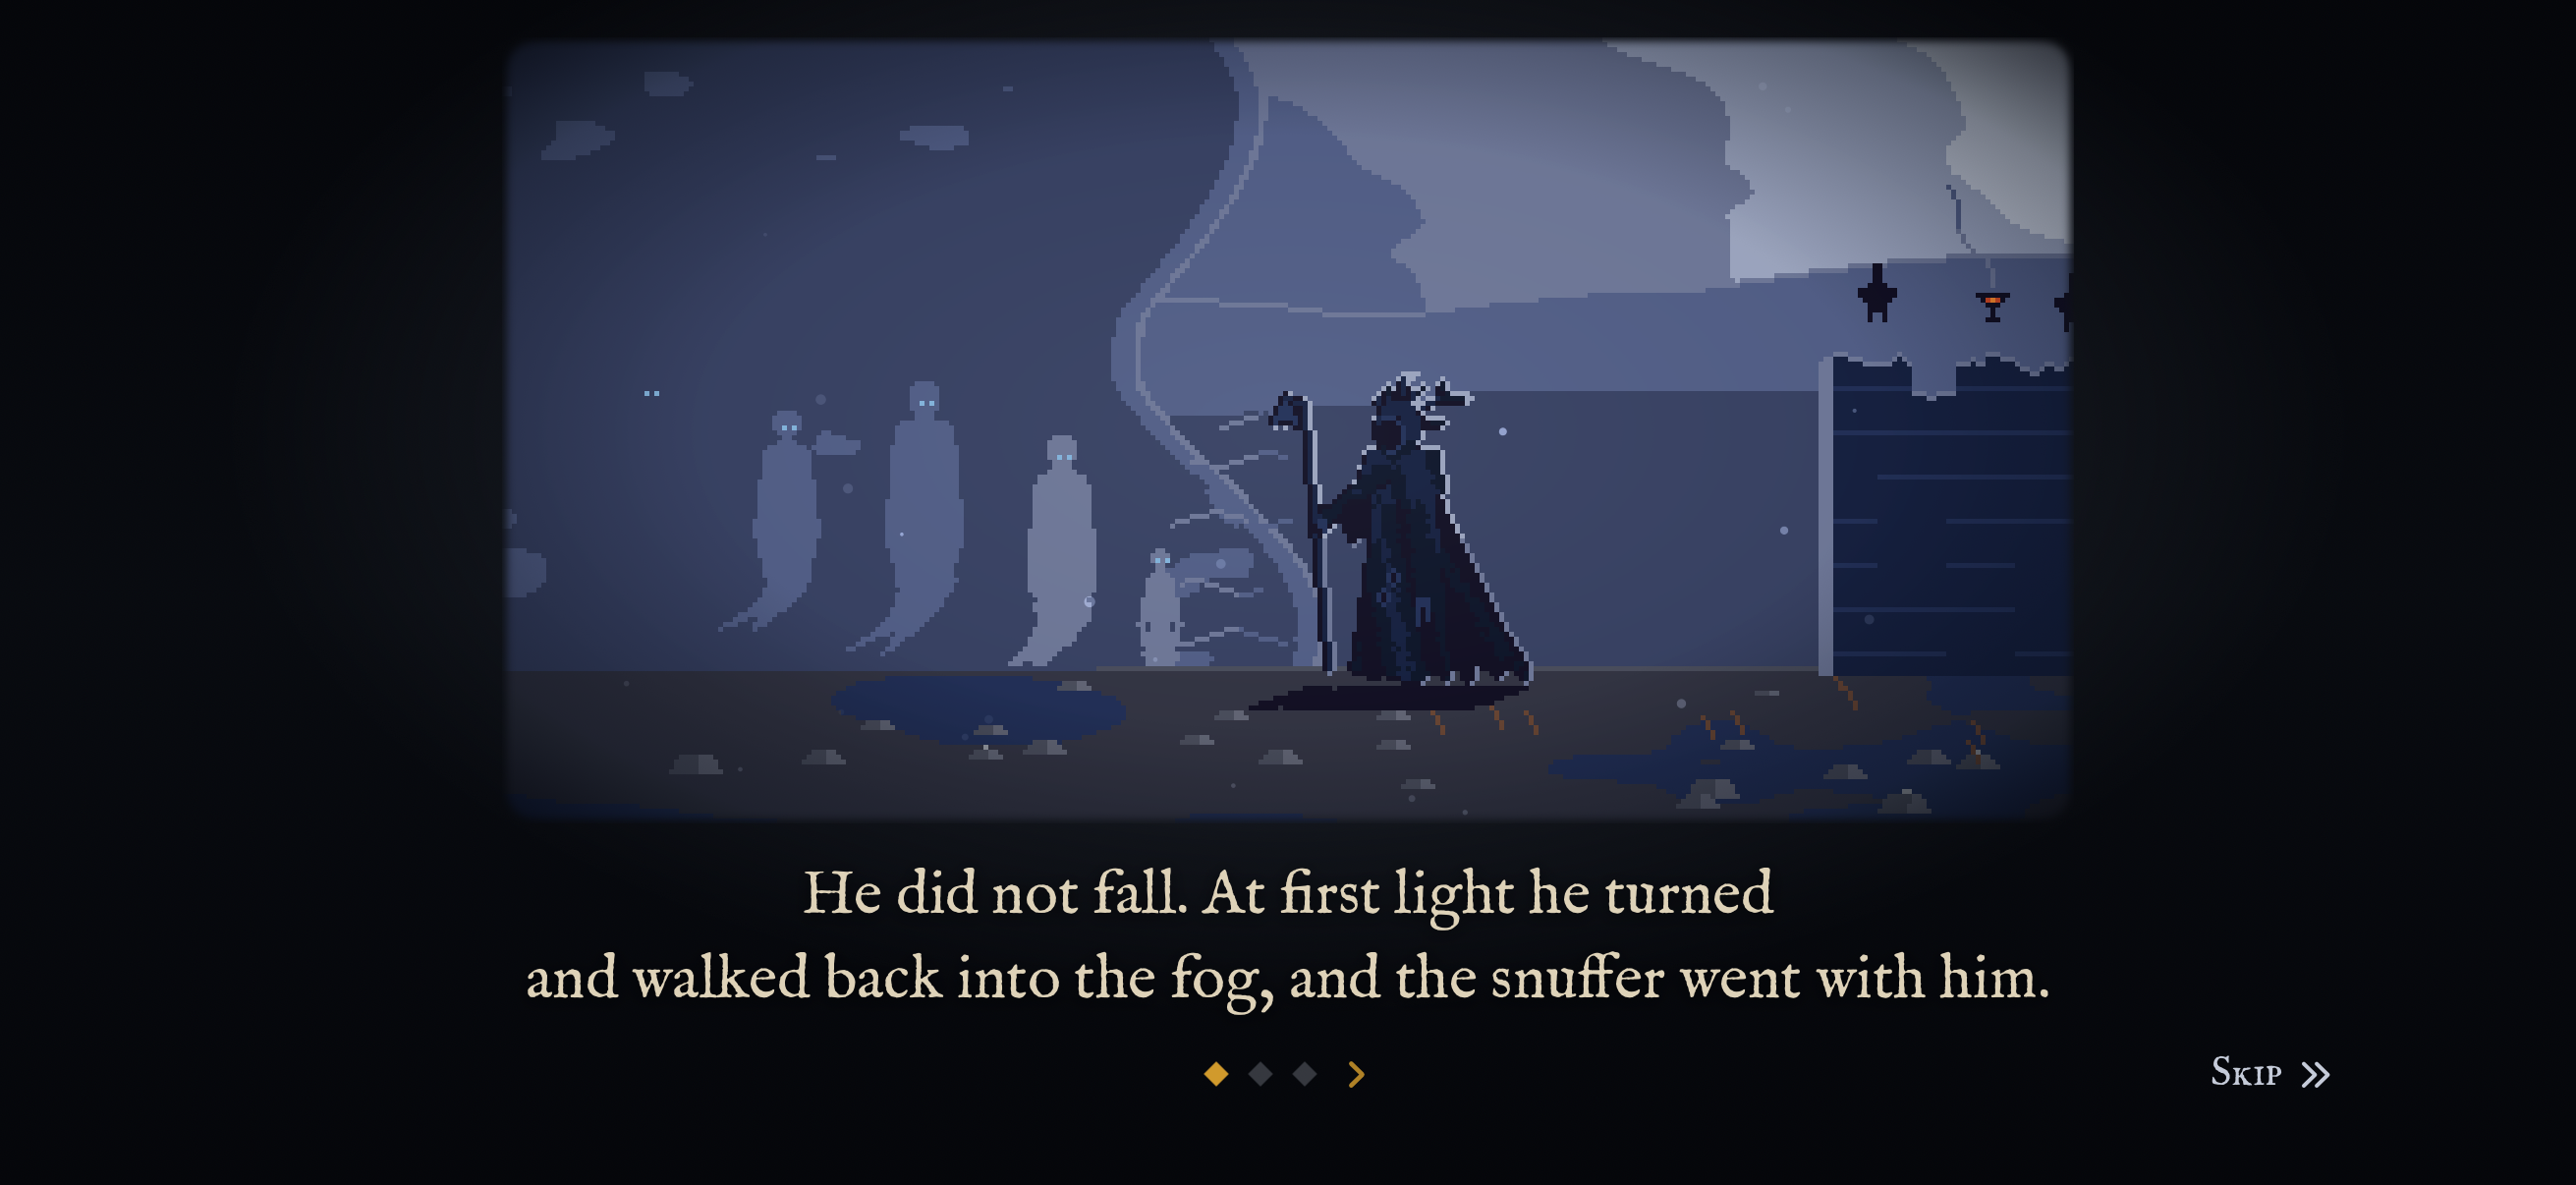 He did not fall. At first light he turned
and walked back into the fog, and the snuffer went with him.
Skip